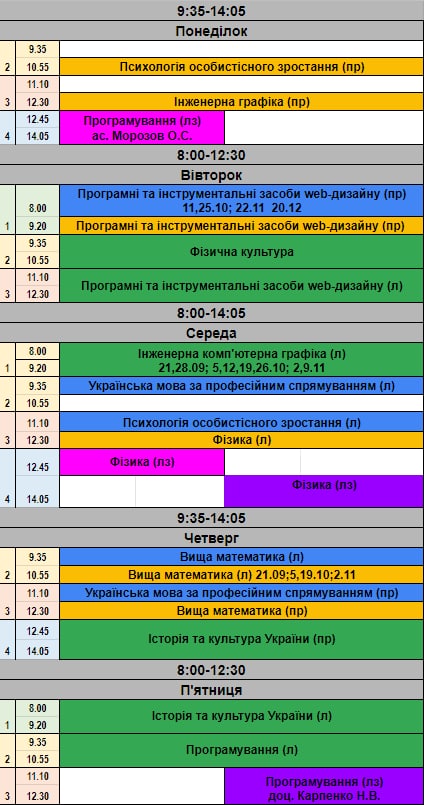 9:35-14:05
Понеділок
9.35
2 10.55 Психологія особистісного зростання (пр)
11.10
3 12.30 Інженерна графіка (пр)
12.45 Програмування (лз)
4 14.05 ас. Морозов О.С.
8:00-12:30
Вівторок
8.00 Програмні та інструментальні засоби web-дизайну (пр)
11,25.10; 22.11 20.12
1 9.20 Програмні та інструментальні засоби web-дизайну (пр)
9.35
Фізична культура
2 10.55
11.10
Програмні та інструментальні засоби web-дизайну (л)
3 12.30
8:00-14:05
Середа
8.00 Інженерна комп'ютерна графіка (л)
1 9.20 21,28.09; 5,12,19,26.10; 2,9.11
9.35 Українська мова за професійним спрямуванням (л)
2 10.55
11.10 Психологія особистісного зростання (л)
3 12.30 Фізика (л)
12.45 Фізика (лз)
4 14.05 Фізика (лз)
9:35-14:05
Четверг
9.35 Вища математика (л)
2 10.55 Вища математика (л) 21.09;5,19.10;2.11
11.10 Українська мова за професійним спрямуванням (пр)
3 12.30 Вища математика (пр)
12.45
Історія та культура України (пр)
4 14.05
8:00-12:30
П'ятниця
8.00
Історія та культура України (л)
1 9.20
9.35
Програмування (л)
2 10.55
11.10 Програмування (лз)
3 12.30 доц. Карпенко Н.В.